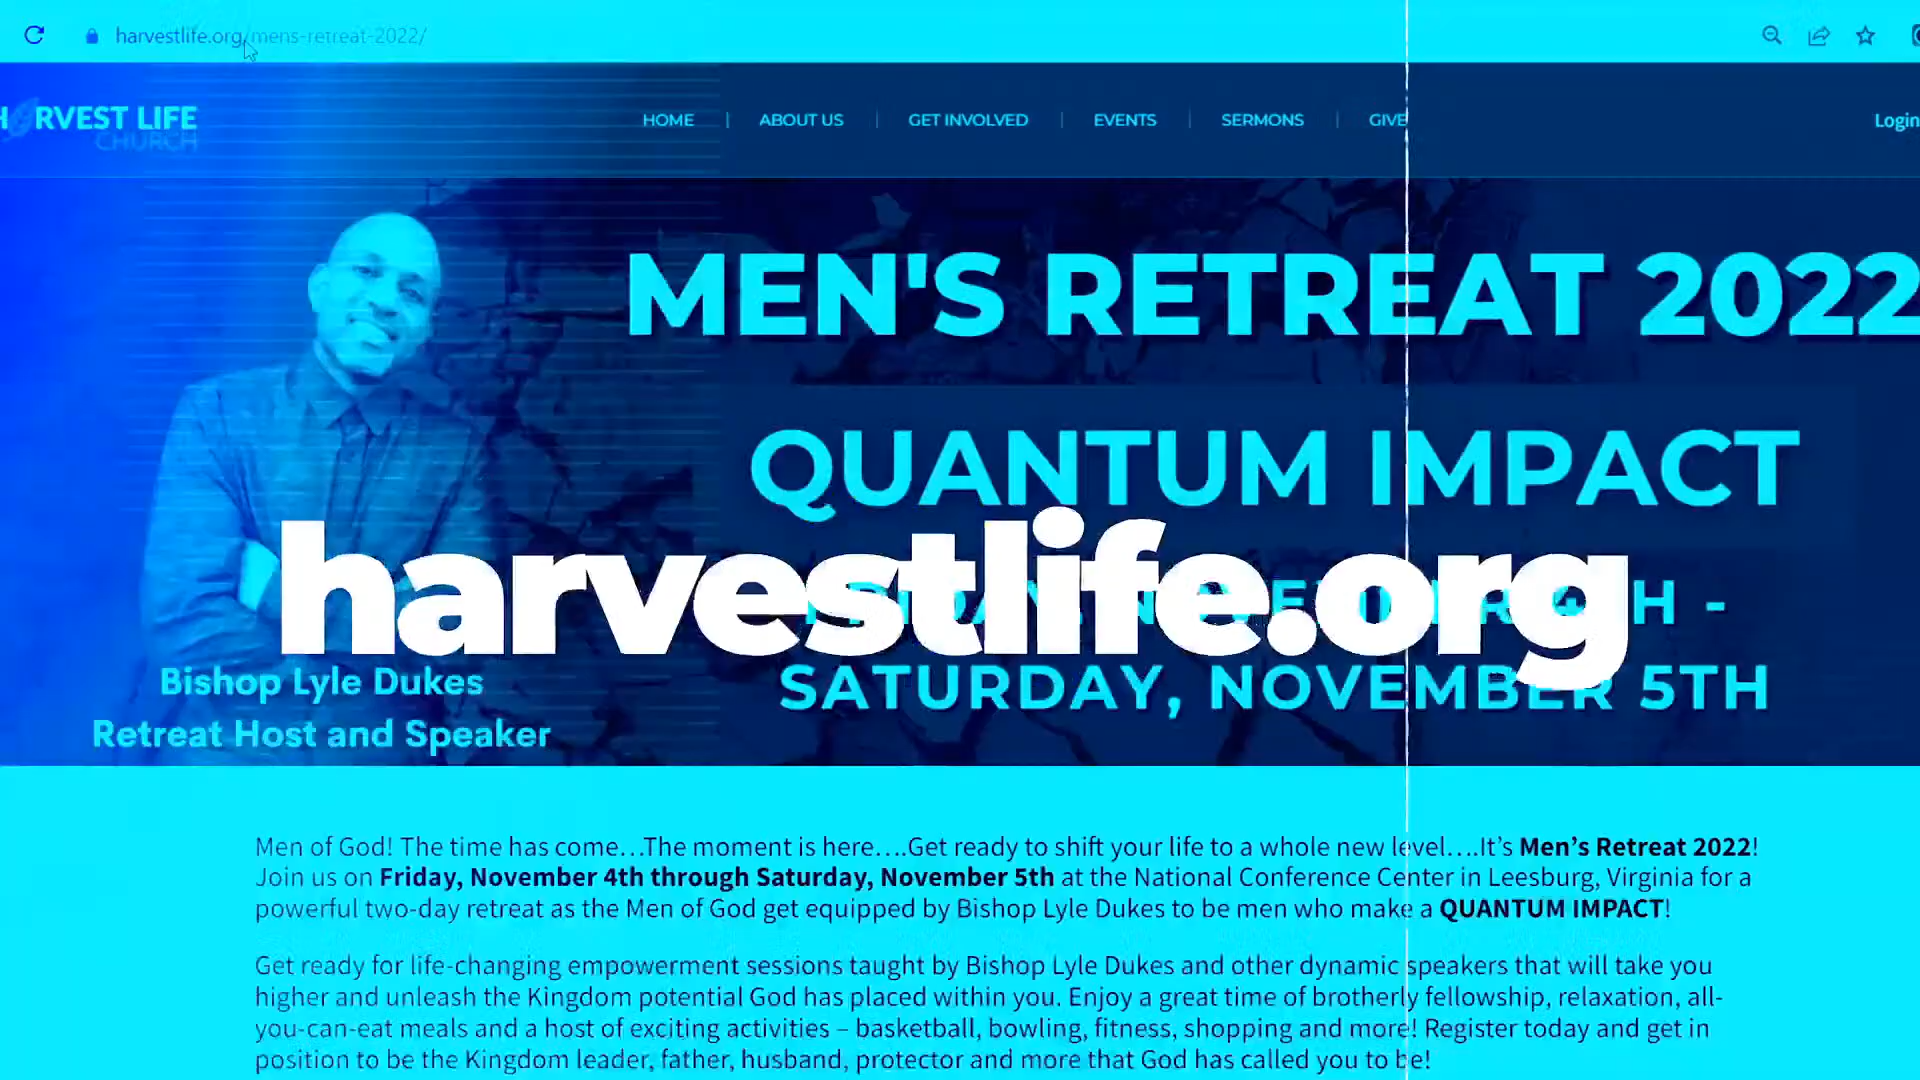 harvestlife.org/mens-retreat-2022/
HARVEST LIFE
CHURCH
HOME | ABOUT US | GET INVOLVED | EVENTS | SERMONS | GIVE
Login
MEN'S RETREAT 2022
QUANTUM IMPACT
harvestlife.org
H -
SATURDAY, NOVEMBER 5TH
Bishop Lyle Dukes
Retreat Host and Speaker
Men of God! The time has come…The moment is here….Get ready to shift your life to a whole new level….It’s Men’s Retreat 2022!
Join us on Friday, November 4th through Saturday, November 5th at the National Conference Center in Leesburg, Virginia for a
powerful two-day retreat as the Men of God get equipped by Bishop Lyle Dukes to be men who make a QUANTUM IMPACT!
Get ready for life-changing empowerment sessions taught by Bishop Lyle Dukes and other dynamic speakers that will take you
higher and unleash the Kingdom potential God has placed within you. Enjoy a great time of brotherly fellowship, relaxation, all-
you-can-eat meals and a host of exciting activities – basketball, bowling, fitness, shopping and more! Register today and get in
position to be the Kingdom leader, father, husband, protector and more that God has called you to be!